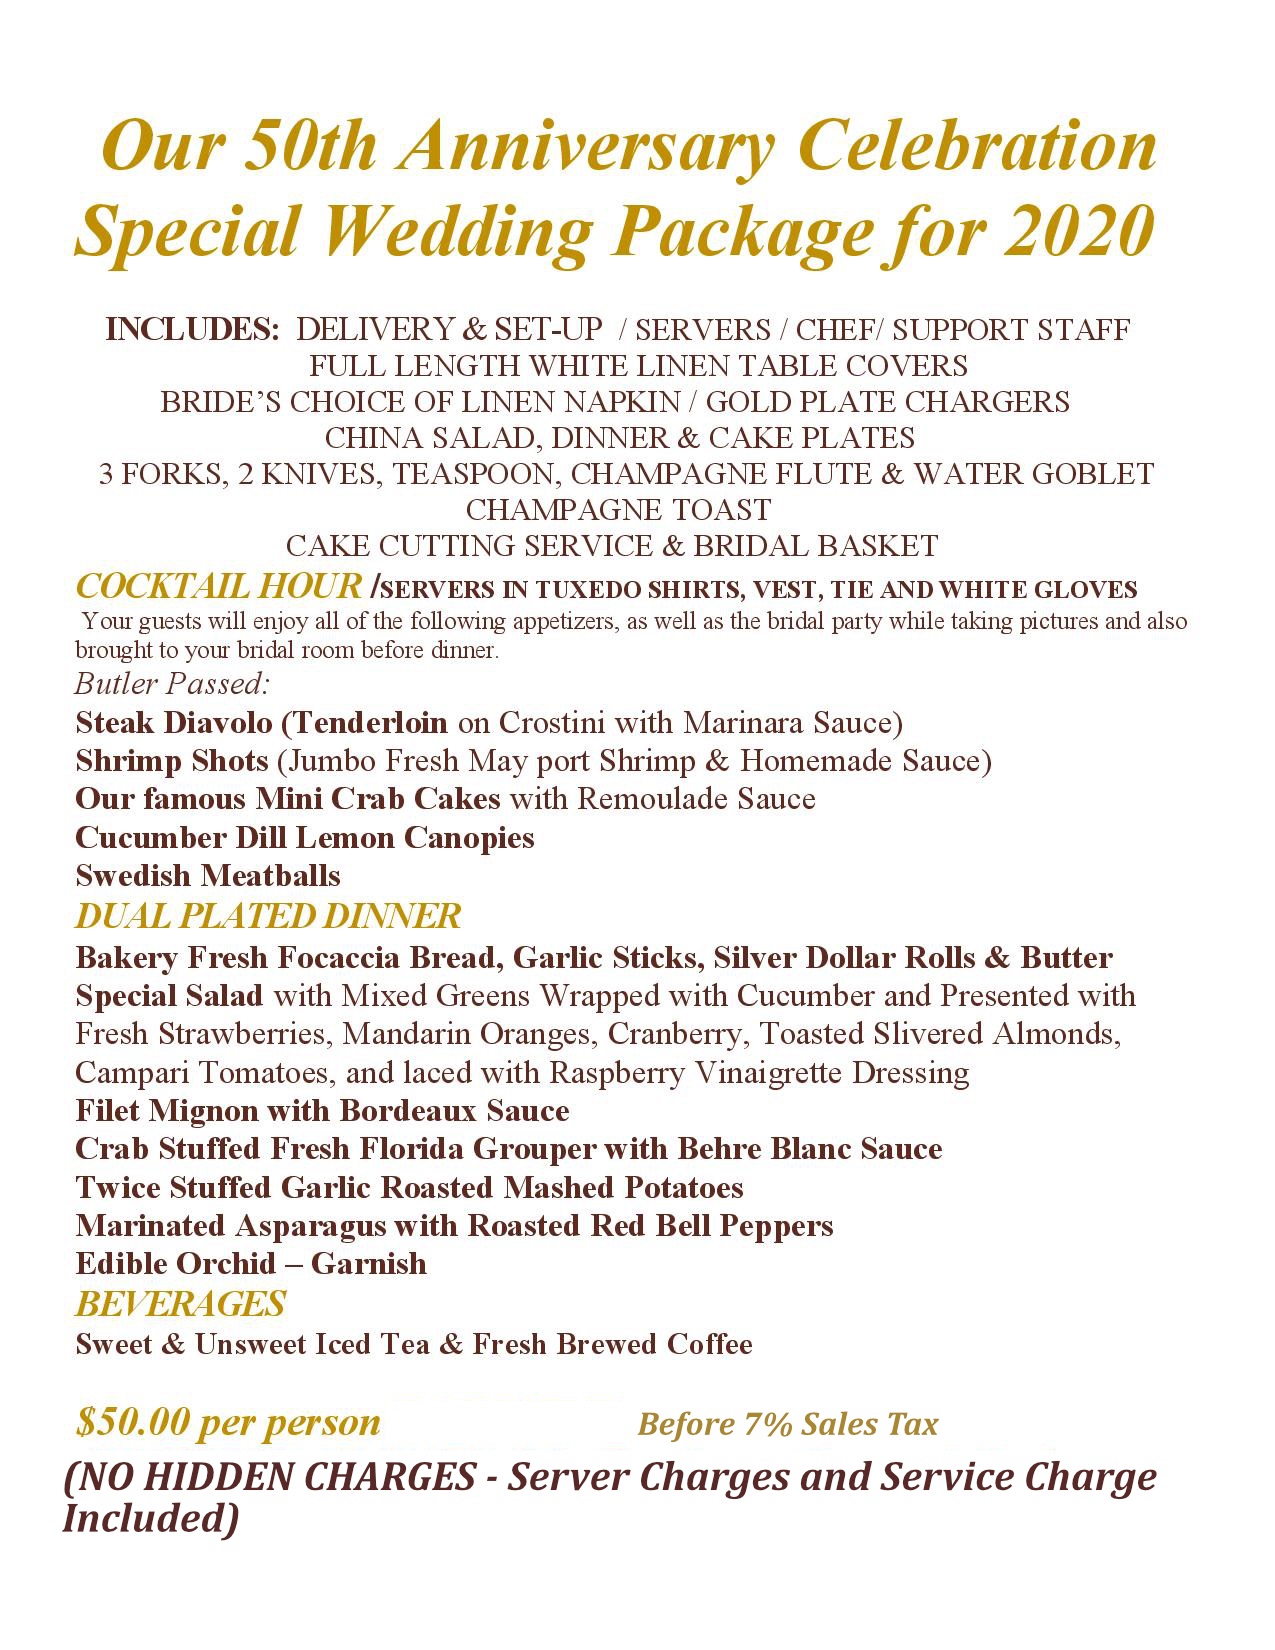 Our 50th Anniversary Celebration
Special Wedding Package for 2020
INCLUDES: DELIVERY & SET-UP / SERVERS / CHEF/ SUPPORT STAFF
FULL LENGTH WHITE LINEN TABLE COVERS
BRIDE'S CHOICE OF LINEN NAPKIN / GOLD PLATE CHARGERS
CHINA SALAD, DINNER & CAKE PLATES
3 FORKS, 2 KNIVES, TEASPOON, CHAMPAGNE FLUTE & WATER GOBLET
CHAMPAGNE TOAST
CAKE CUTTING SERVICE & BRIDAL BASKET
COCKTAIL HOUR /SERVERS IN TUXEDO SHIRTS, VEST, TIE AND WHITE GLOVES
Your guests will enjoy all of the following appetizers, as well as the bridal party while taking pictures and also
brought to your bridal room before dinner.
Butler Passed:
Steak Diavolo (Tenderloin on Crostini with Marinara Sauce)
Shrimp Shots (Jumbo Fresh May port Shrimp & Homemade Sauce)
Our famous Mini Crab Cakes with Remoulade Sauce
Cucumber Dill Lemon Canopies
Swedish Meatballs
DUAL PLATED DINNER
Bakery Fresh Focaccia Bread, Garlic Sticks, Silver Dollar Rolls & Butter
Special Salad with Mixed Greens Wrapped with Cucumber and Presented with
Fresh Strawberries, Mandarin Oranges, Cranberry, Toasted Slivered Almonds,
Campari Tomatoes, and laced with Raspberry Vinaigrette Dressing
Filet Mignon with Bordeaux Sauce
Crab Stuffed Fresh Florida Grouper with Behre Blanc Sauce
Twice Stuffed Garlic Roasted Mashed Potatoes
Marinated Asparagus with Roasted Red Bell Peppers
Edible Orchid – Garnish
BEVERAGES
Sweet & Unsweet Iced Tea & Fresh Brewed Coffee
$50.00 per person Before 7% Sales Tax
(NO HIDDEN CHARGES - Server Charges and Service Charge
Included)